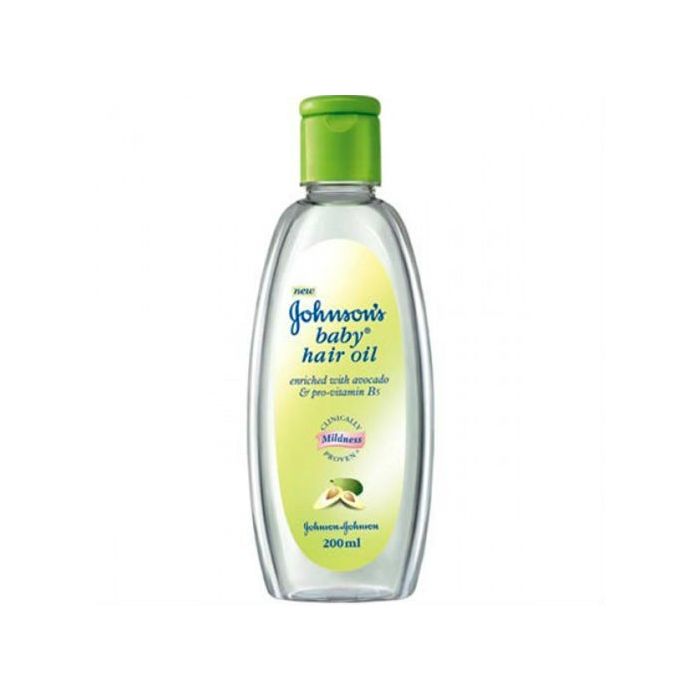 new
Johnson's
baby®
hair oil
enriched with avocado
& pro-vitamin B5
CLINICALLY
Mildness
PROVEN
Johnson & Johnson
200ml